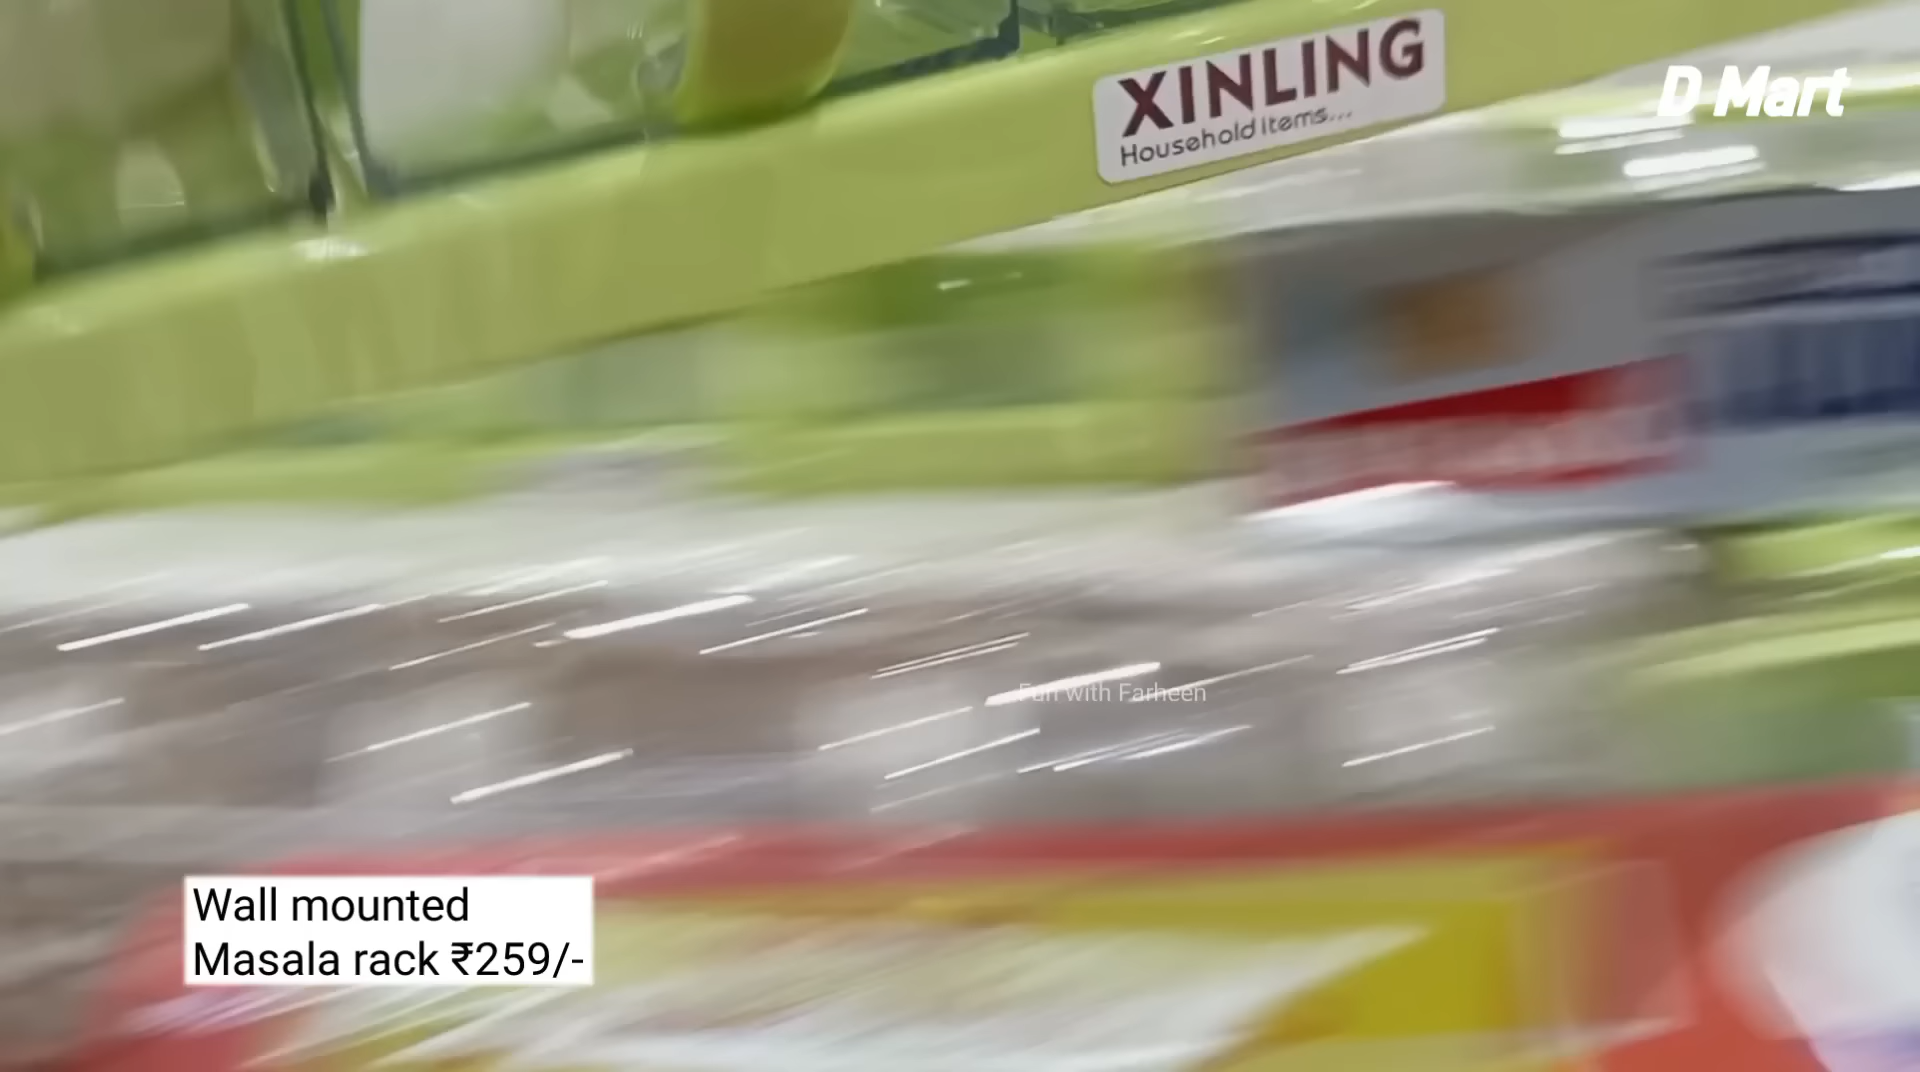 XINLING
Household Items...
D Mart
Fun with Farheen
Wall mounted
Masala rack ₹259/-